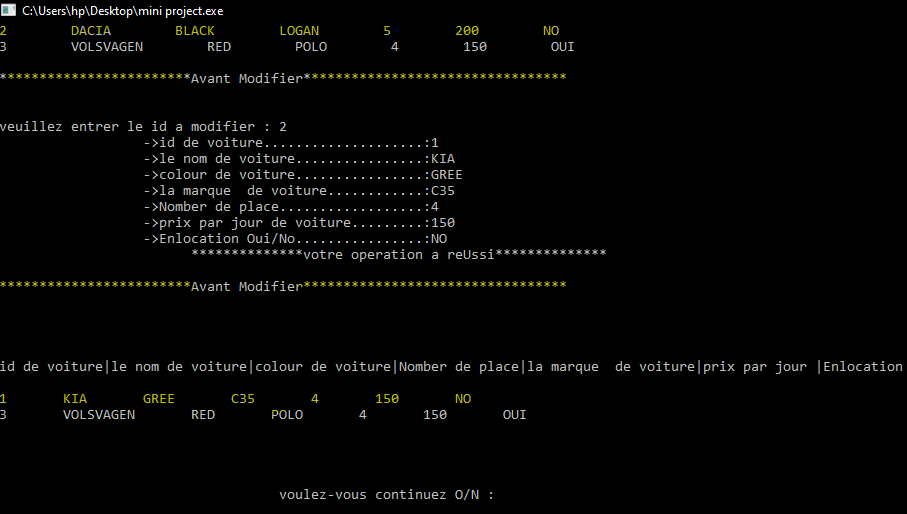 C:\Users\hp\Desktop\mini project.exe
2 DACIA BLACK LOGAN 5 200 NO
3 VOLSVAGEN RED POLO 4 150 OUI
************************Avant Modifier*********************************
veuillez entrer le id a modifier : 2
->id de voiture....................:1
->le nom de voiture................:KIA
->colour de voiture................:GREE
->la marque  de voiture............:C35
->Nomber de place..................:4
->prix par jour de voiture.........:150
->Enlocation Oui/No................:NO
**************votre operation a reUssi**************
************************Avant Modifier*********************************
id de voiture|le nom de voiture|colour de voiture|Nomber de place|la marque  de voiture|prix par jour |Enlocation
1 KIA GREE C35 4 150 NO
3 VOLSVAGEN RED POLO 4 150 OUI
voulez-vous continuez O/N :